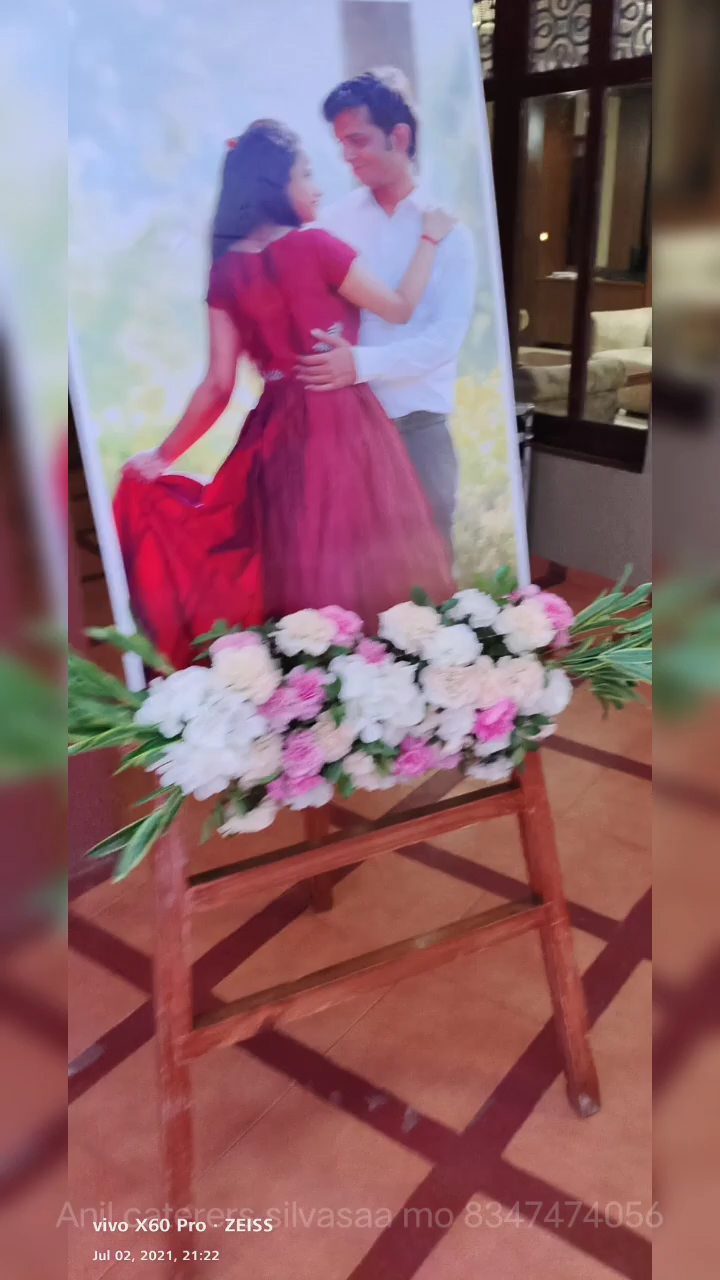 Anil caterers silvasaa mo 8347474056
vivo X60 Pro · ZEISS
Jul 02, 2021, 21:22